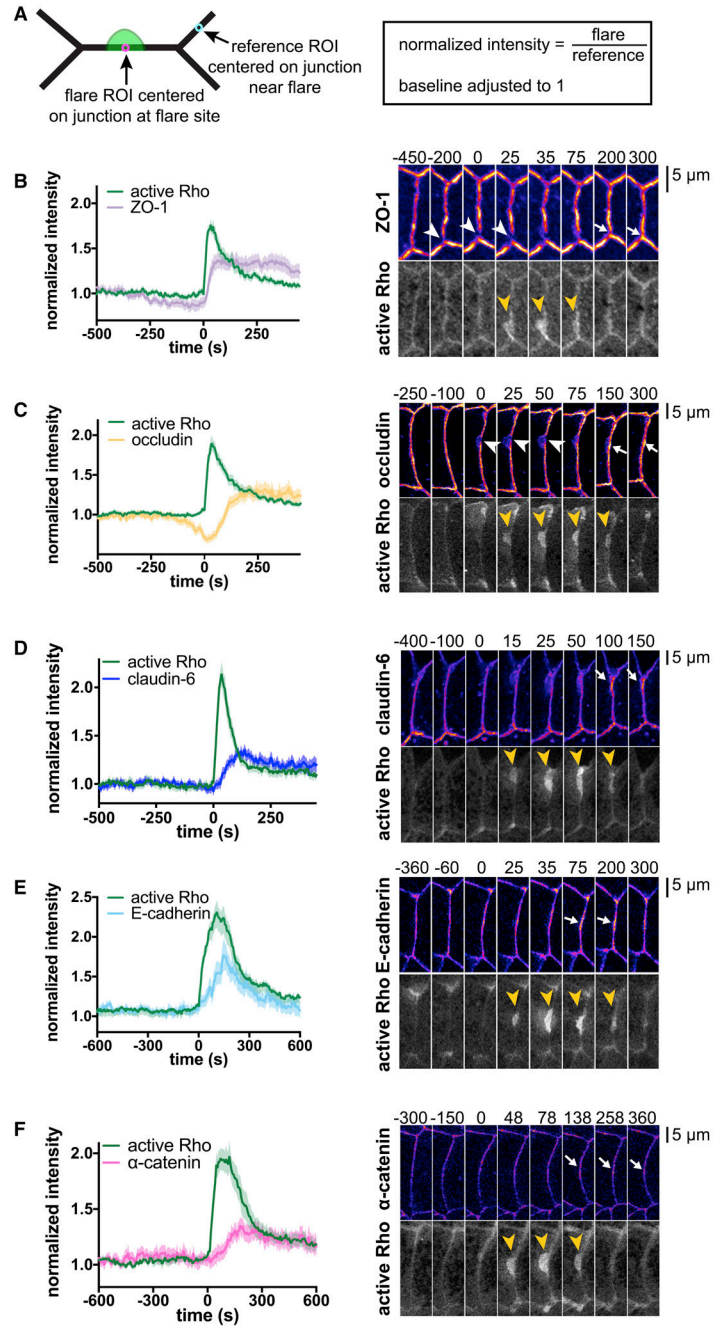 A
reference ROI
centered on junction
near flare
flare ROI centered
on junction at flare site
normalized intensity = flare
reference
baseline adjusted to 1
B
normalized intensity
active Rho
ZO-1
2.0
1.5
1.0
-500 -250 0 250
time (s)
-450 -200 0 25 35 75 200 300
5 µm
ZO-1
active Rho
C
normalized intensity
active Rho
occludin
2.0
1.5
1.0
-500 -250 0 250
time (s)
-250 -100 0 25 50 75 150 300
5 µm
occludin
active Rho
D
normalized intensity
active Rho
claudin-6
2.0
1.5
1.0
-500 -250 0 250
time (s)
-400 -100 0 15 25 50 100 150
5 µm
claudin-6
active Rho
E
normalized intensity
active Rho
E-cadherin
2.5
2.0
1.5
1.0
-600 -300 0 300 600
time (s)
-360 -60 0 25 35 75 200 300
5 µm
E-cadherin
active Rho
F
normalized intensity
active Rho
α-catenin
2.0
1.5
1.0
-600 -300 0 300 600
time (s)
-300 -150 0 48 78 138 258 360
5 µm
α-catenin
active Rho